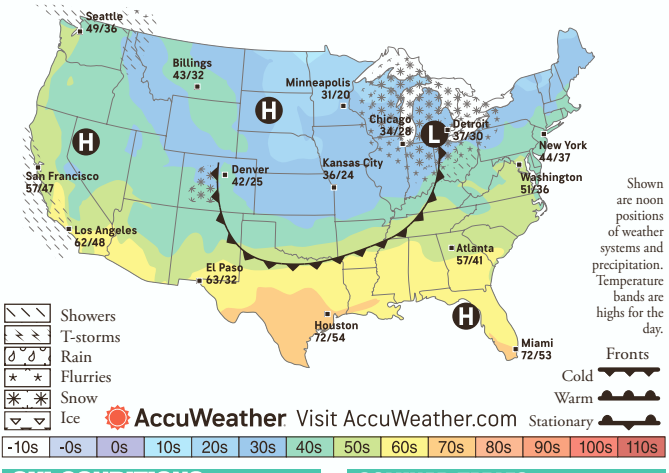 Seattle
49/36
Billings
43/32
Minneapolis
31/20
H
H
Chicago
34/28
L
Detroit
37/30
New York
44/37
San Francisco
57/47
Denver
42/25
Kansas City
36/24
Washington
51/36
Los Angeles
62/48
El Paso
63/32
Atlanta
57/41
H
Houston
72/54
Miami
72/53
Shown
are noon
positions
of weather
systems and
precipitation.
Temperature
bands are
highs for the
day.
Showers
T-storms
Rain
Flurries
Snow
Ice
Fronts
Cold
Warm
Stationary
AccuWeather Visit AccuWeather.com
-10s -0s 0s 10s 20s 30s 40s 50s 60s 70s 80s 90s 100s 110s